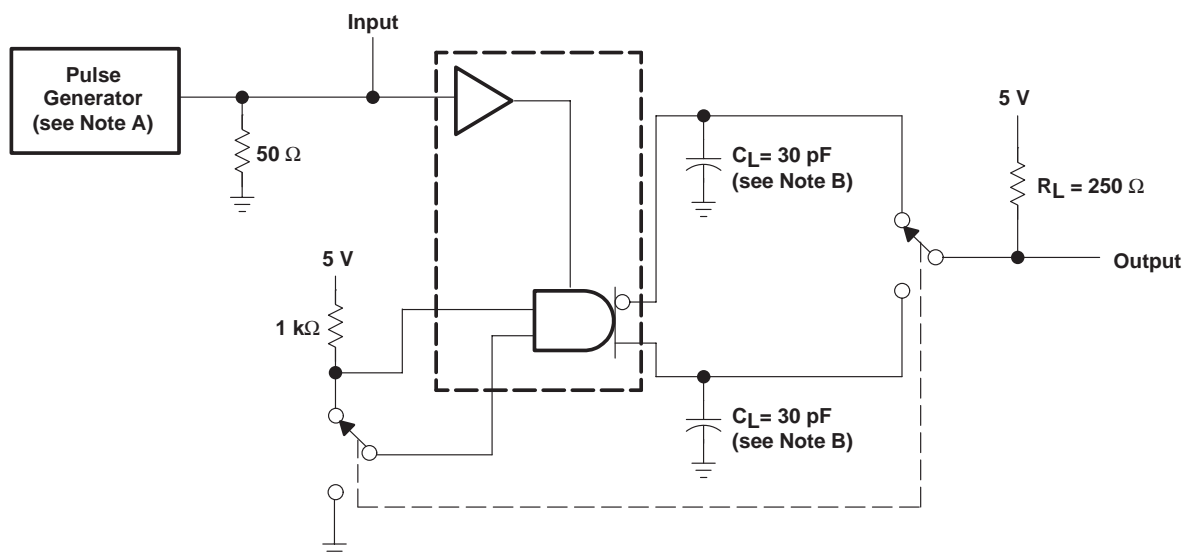 Input
Pulse
Generator
(see Note A)
50 Ω
5 V
CL= 30 pF
(see Note B)
RL = 250 Ω
Output
5 V
1 kΩ
CL= 30 pF
(see Note B)